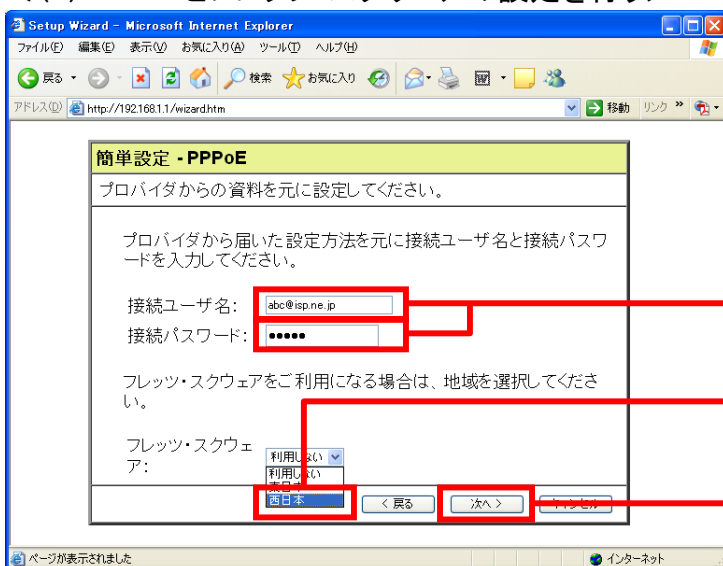 Setup Wizard - Microsoft Internet Explorer
ファイル(F) 編集(E) 表示(V) お気に入り(A) ツール(T) ヘルプ(H)
戻る 検索 お気に入り
アドレス(D) http://192.168.1.1/wizard.htm 移動 リンク »
簡単設定 - PPPoE
プロバイダからの資料を元に設定してください。
プロバイダから届いた設定方法を元に接続ユーザ名と接続パスワ
ードを入力してください。
接続ユーザ名: abc@isp.ne.jp
接続パスワード: ●●●●●
フレッツ・スクウェアをご利用になる場合は、地域を選択してくださ
い。
フレッツ・スクウェ
ア:
利用しない
利用しない
東日本
西日本
< 戻る 次へ > キャンセル
ページが表示されました インターネット